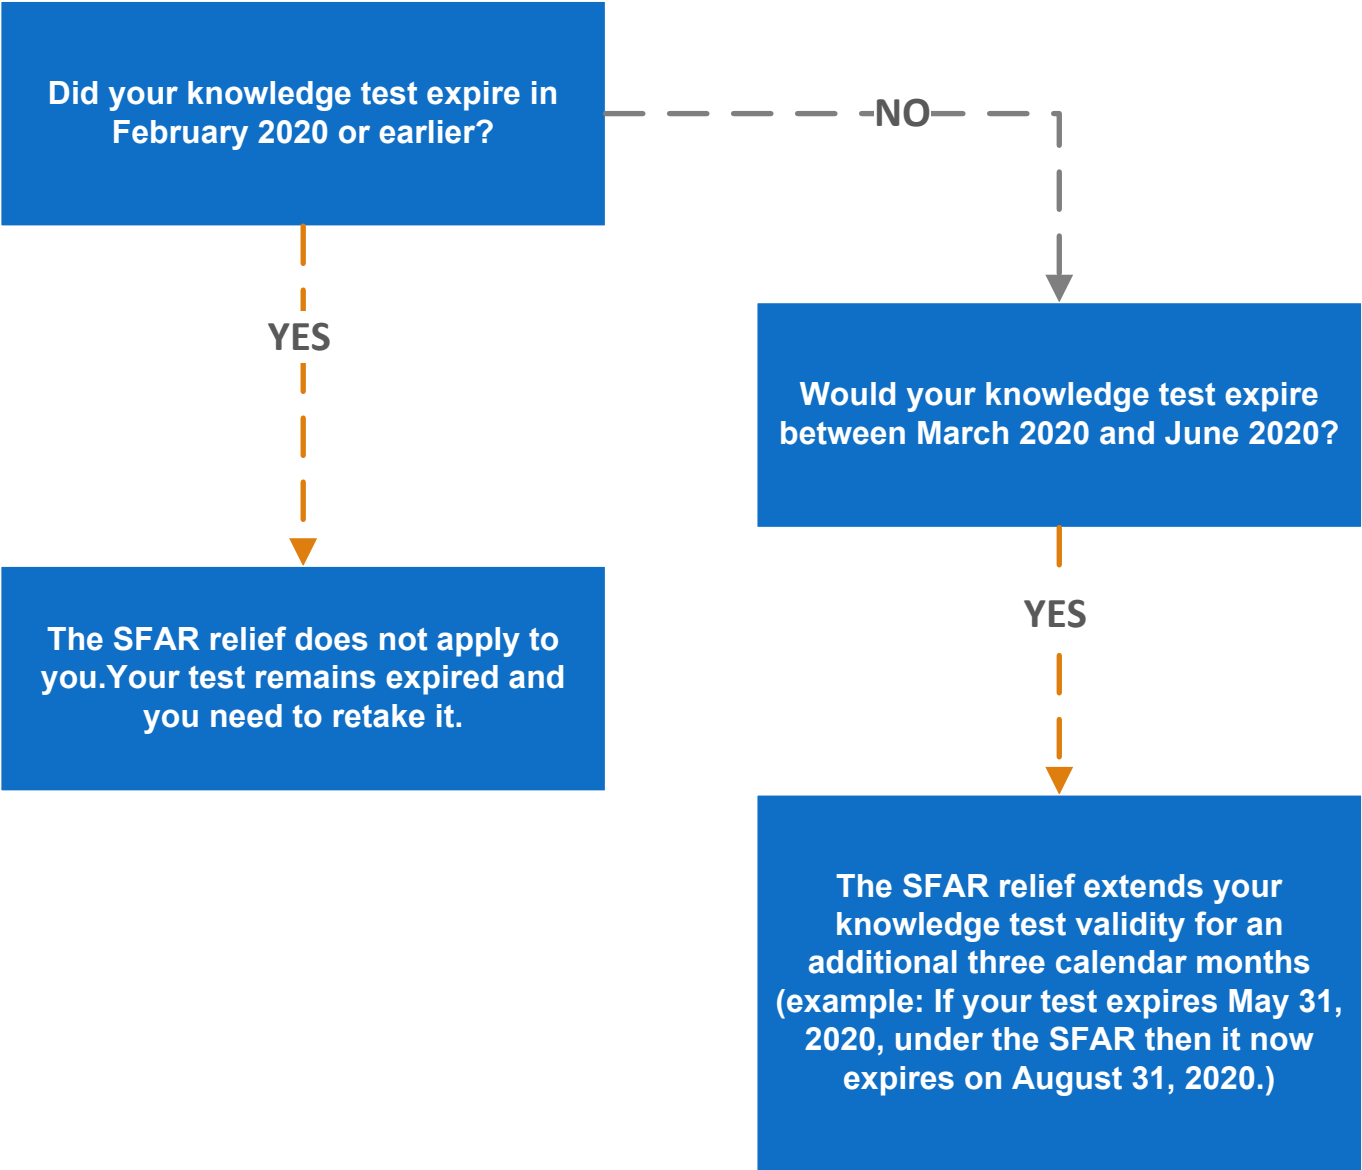 Did your knowledge test expire in
February 2020 or earlier?
NO
YES
Would your knowledge test expire
between March 2020 and June 2020?
The SFAR relief does not apply to
you.Your test remains expired and
you need to retake it.
YES
The SFAR relief extends your
knowledge test validity for an
additional three calendar months
(example: If your test expires May 31,
2020, under the SFAR then it now
expires on August 31, 2020.)